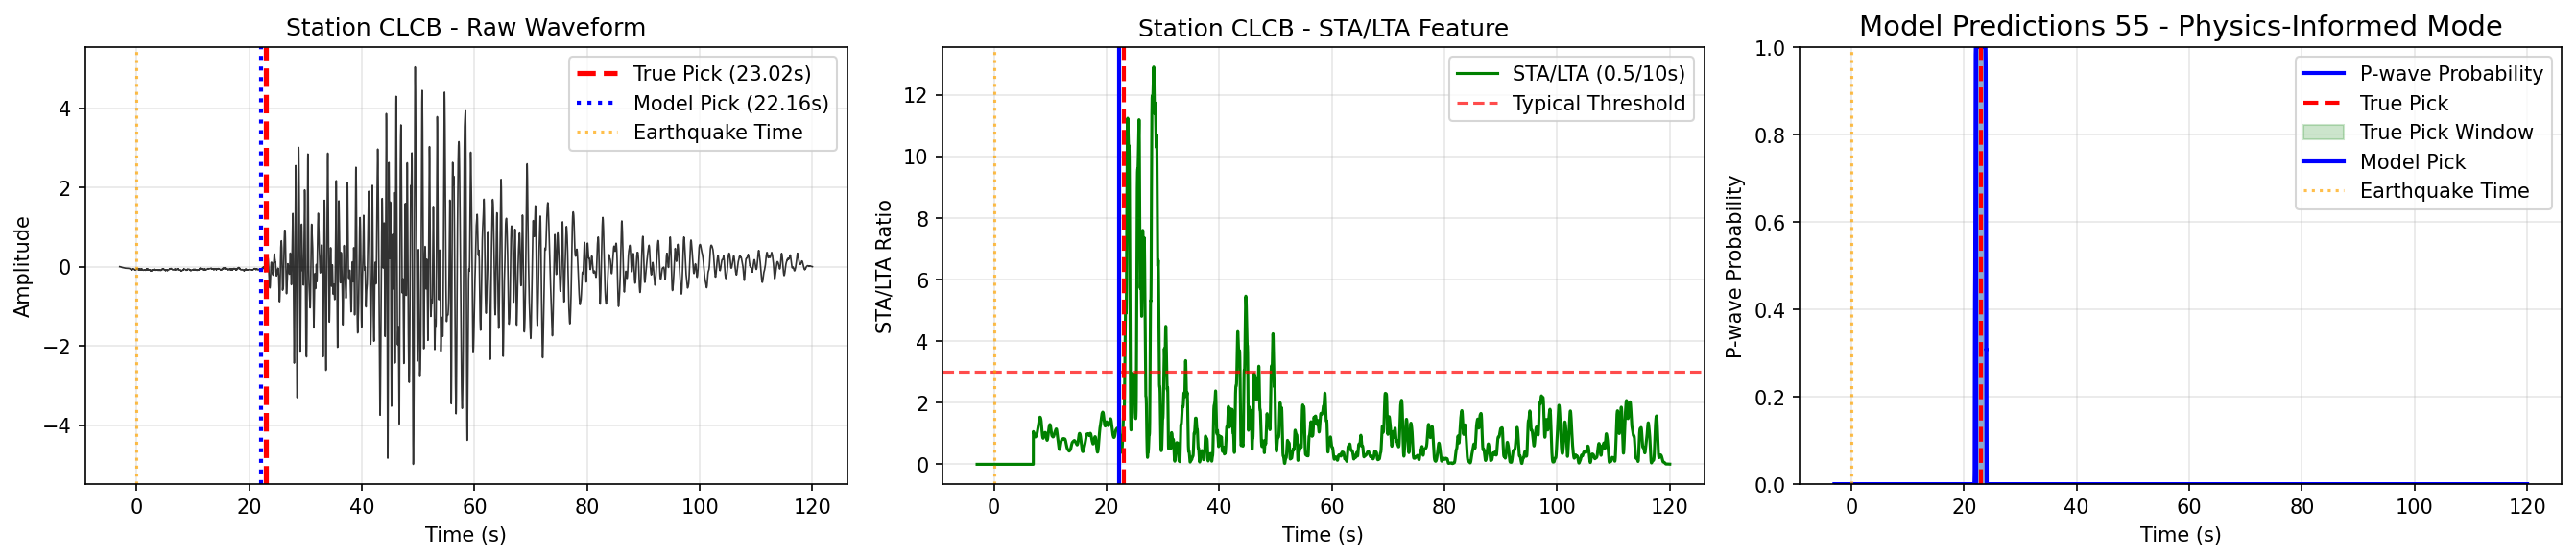 Station CLCB - Raw Waveform
True Pick (23.02s)
Model Pick (22.16s)
Earthquake Time
Amplitude
4
2
0
−2
−4
0
20
40
60
80
100
120
Time (s)
Station CLCB - STA/LTA Feature
STA/LTA (0.5/10s)
Typical Threshold
STA/LTA Ratio
12
10
8
6
4
2
0
0
20
40
60
80
100
120
Time (s)
Model Predictions 55 - Physics-Informed Mode
P-wave Probability
True Pick
True Pick Window
Model Pick
Earthquake Time
P-wave Probability
1.0
0.8
0.6
0.4
0.2
0.0
0
20
40
60
80
100
120
Time (s)